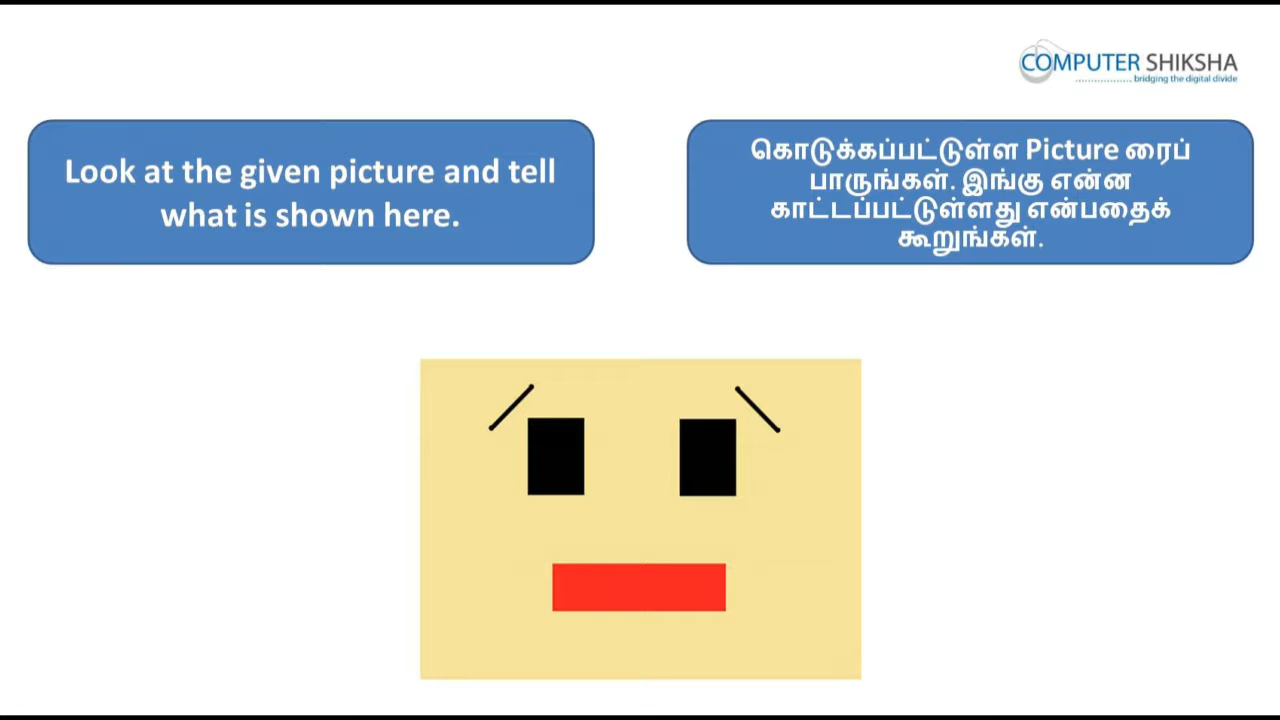 COMPUTER SHIKSHA
bridging the digital divide
Look at the given picture and tell
what is shown here.
கொடுக்கப்பட்டுள்ள Picture ரைப்
பாருங்கள். இங்கு என்ன
காட்டப்பட்டுள்ளது என்பதைக்
கூறுங்கள்.